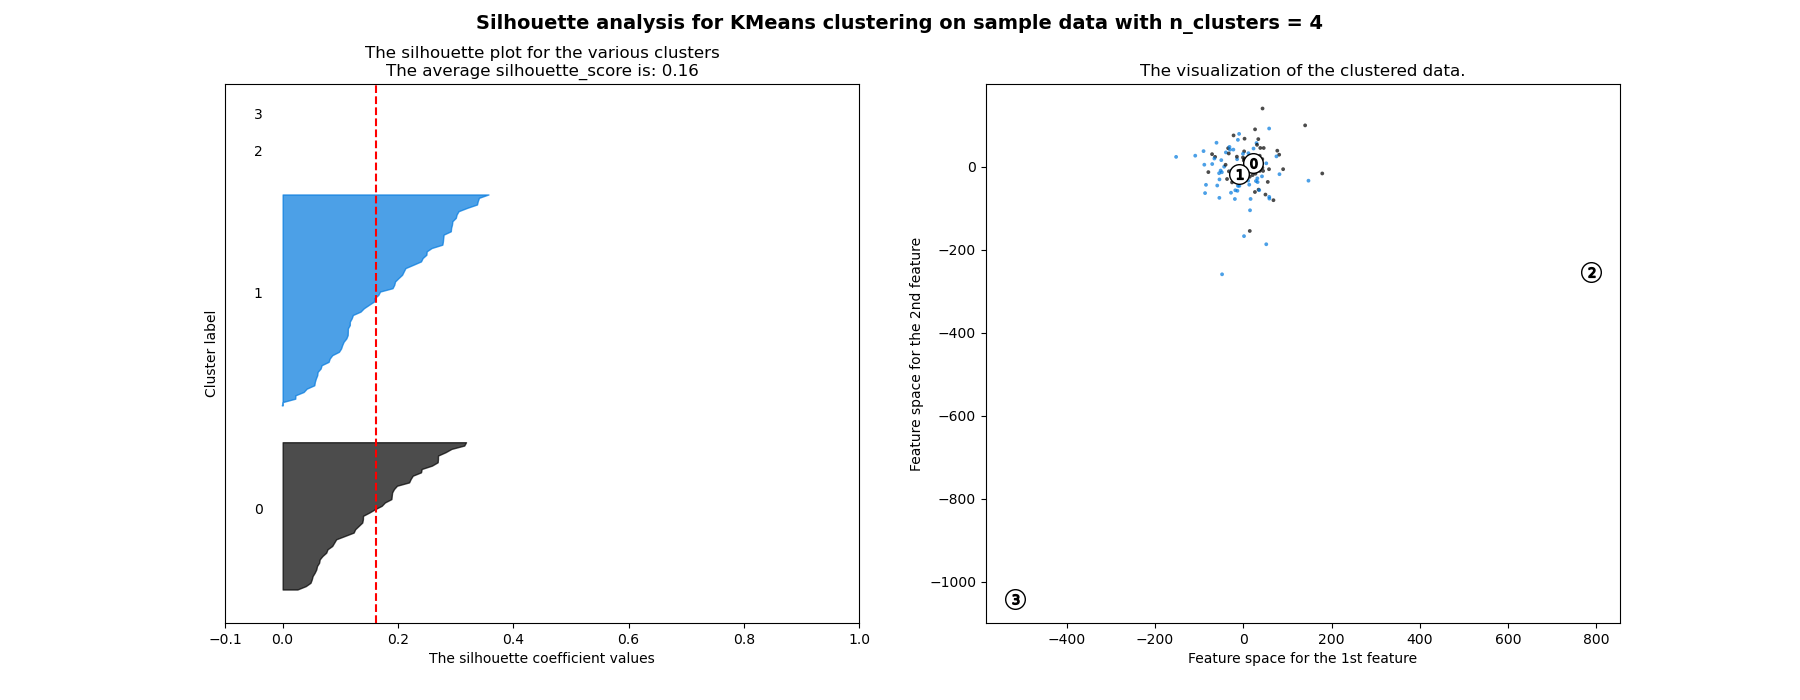 Silhouette analysis for KMeans clustering on sample data with n_clusters = 4
The silhouette plot for the various clusters
The average silhouette_score is: 0.16
3
2
1
0
Cluster label
−0.1 0.0 0.2 0.4 0.6 0.8 1.0
The silhouette coefficient values
The visualization of the clustered data.
0
−200
−400
−600
−800
−1000
Feature space for the 2nd feature
0
1
2
3
−400 −200 0 200 400 600 800
Feature space for the 1st feature